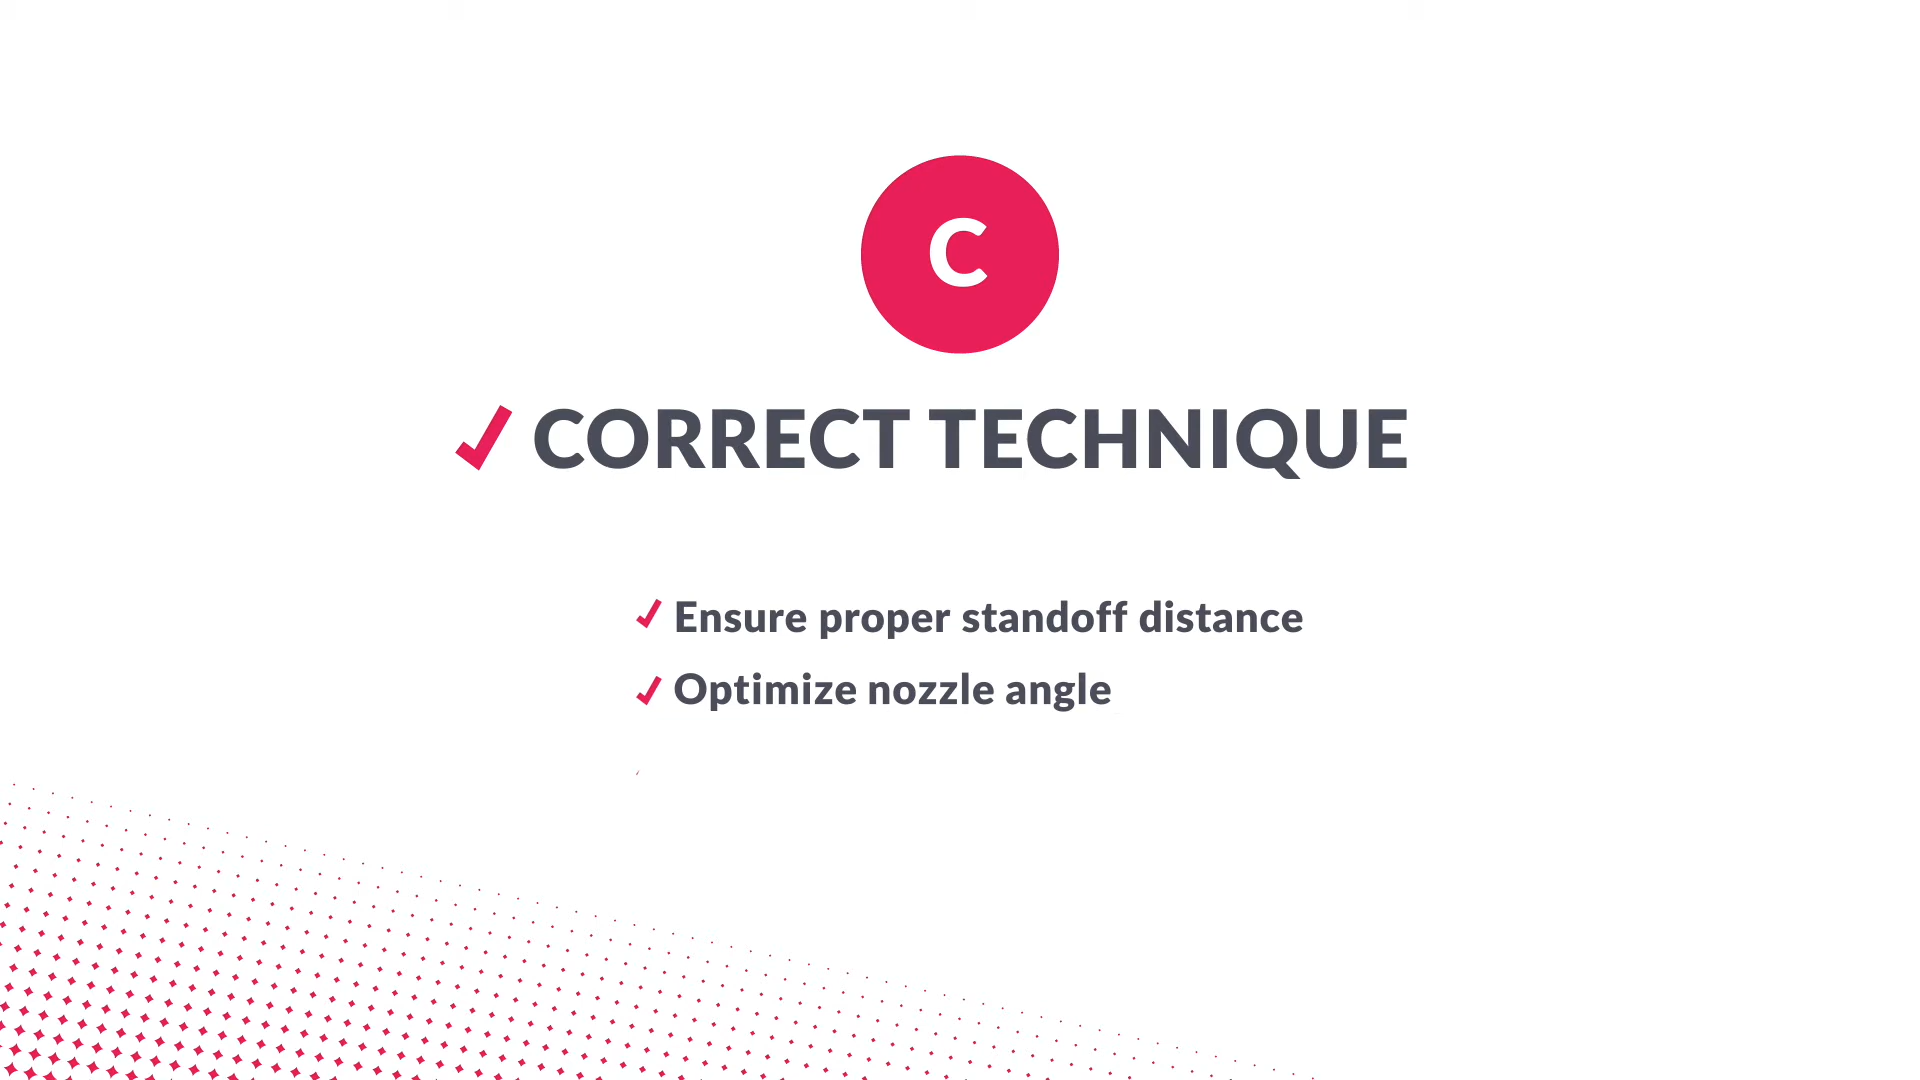 C
CORRECT TECHNIQUE
Ensure proper standoff distance
Optimize nozzle angle